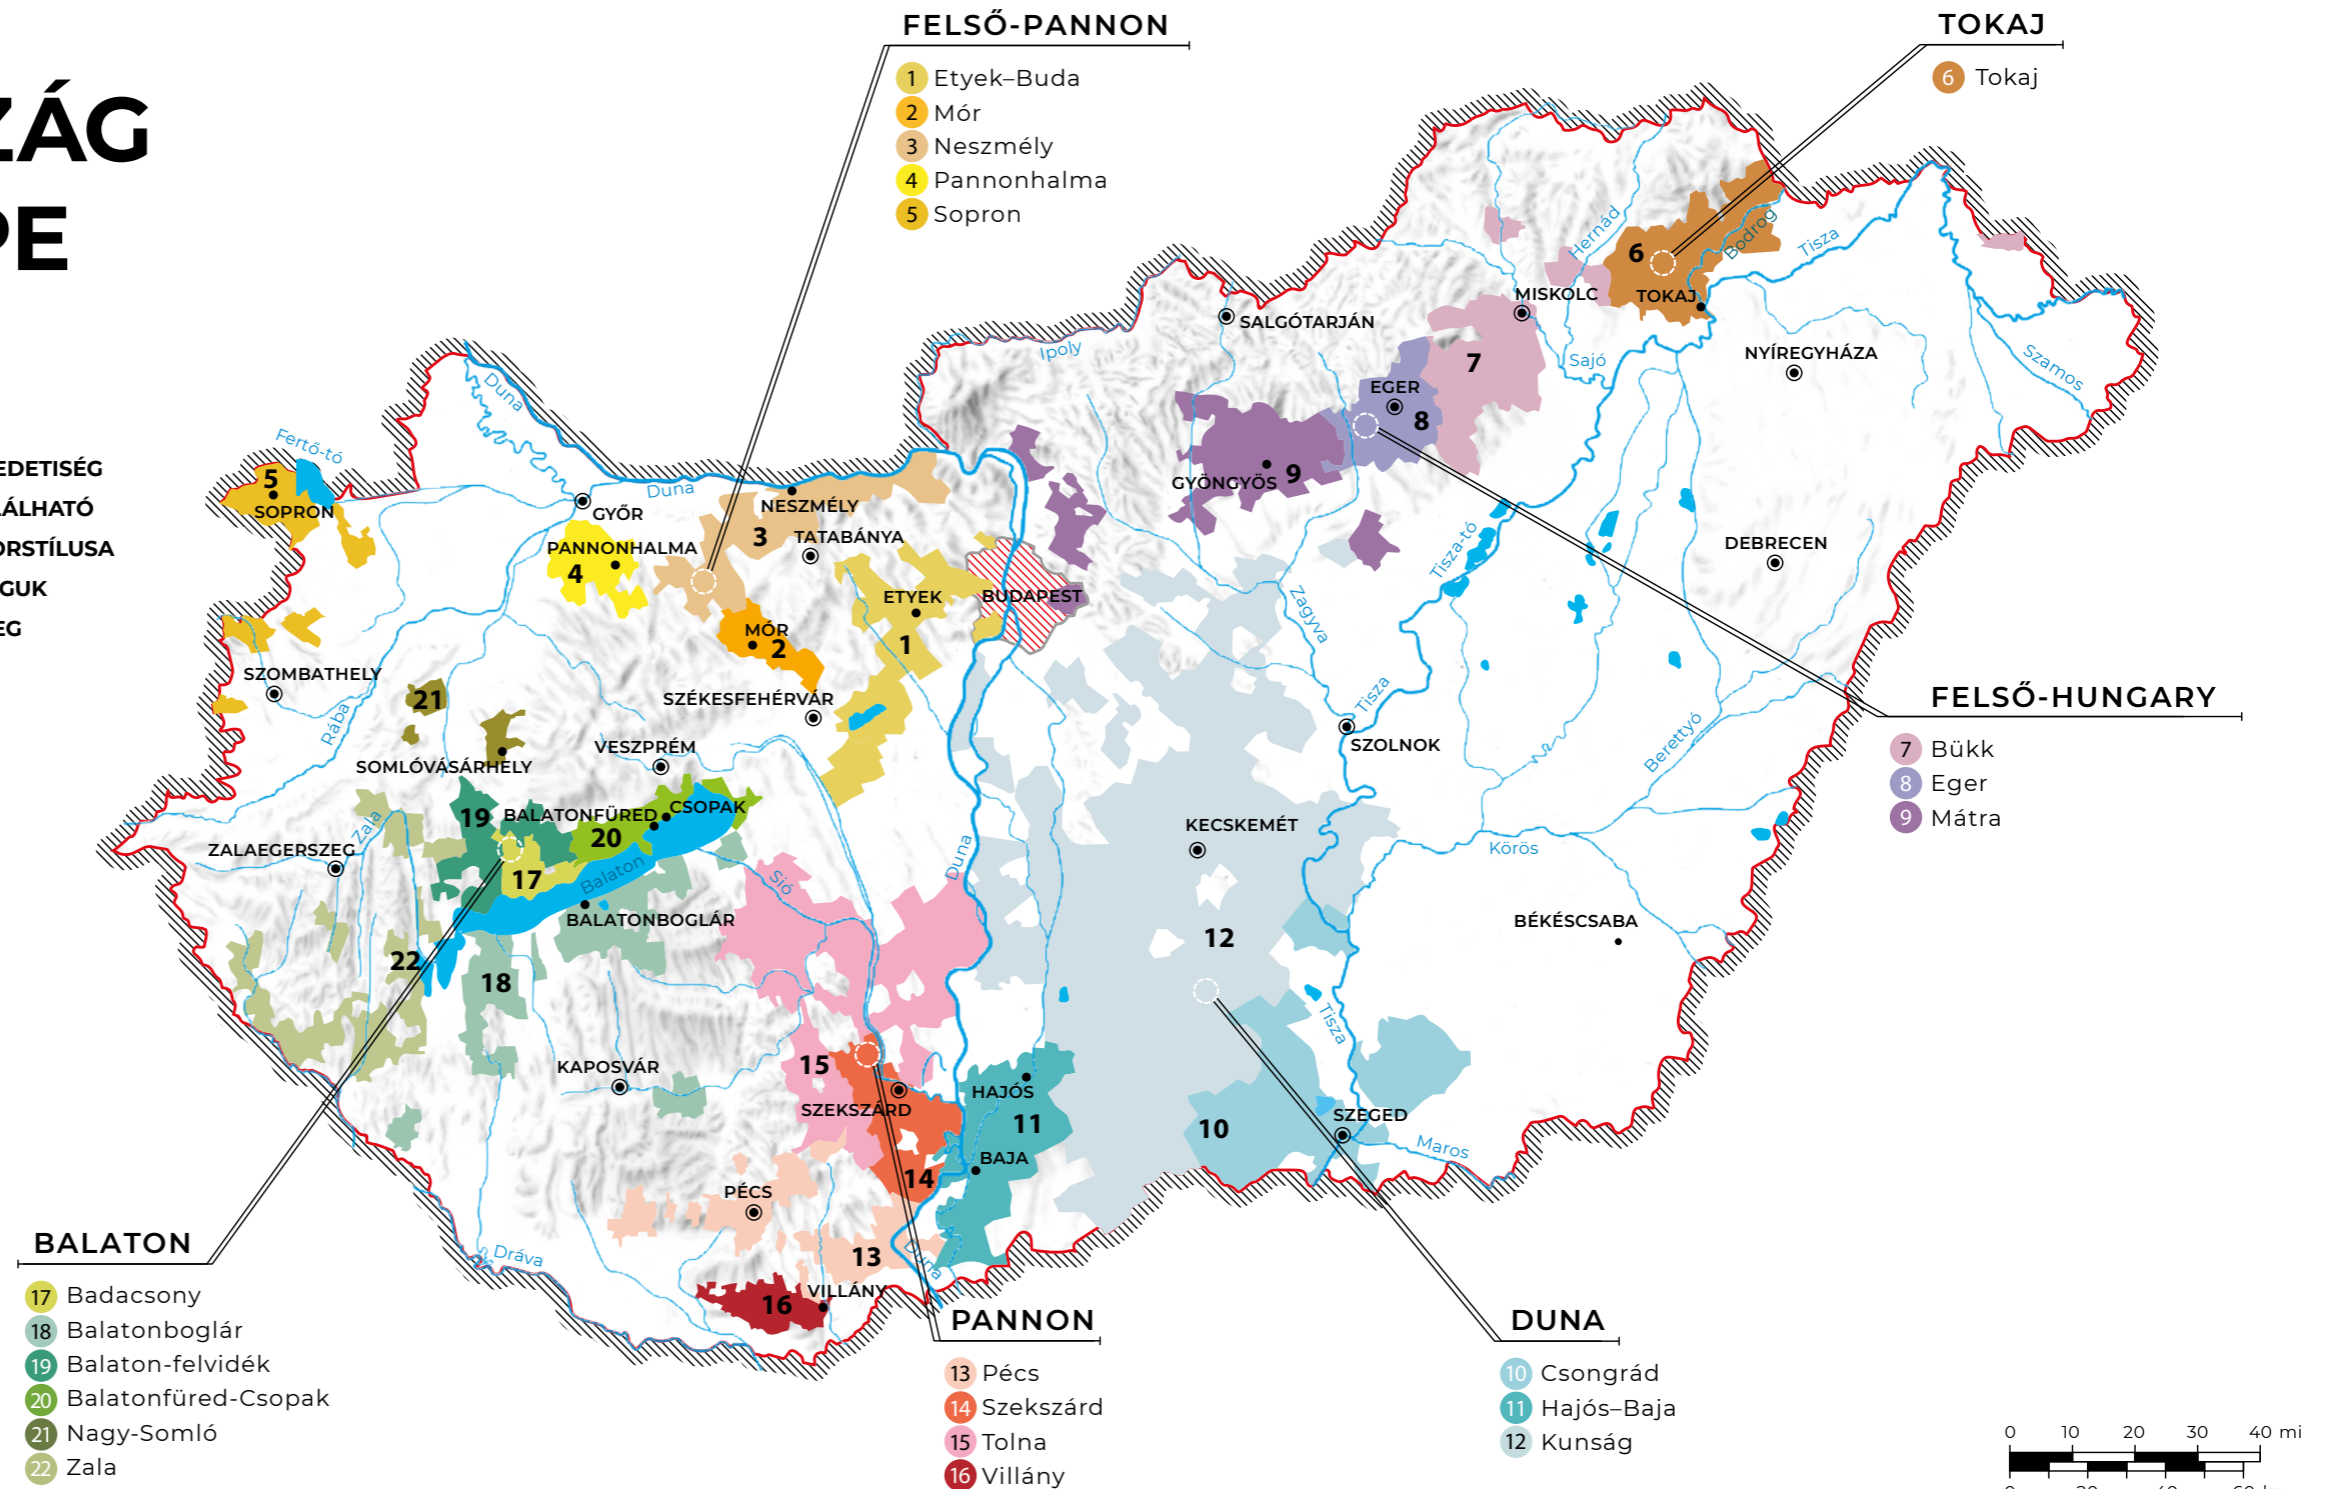 ZÁG
PE
EDETISÉG
LÁLHATÓ
ORSTÍLUSA
GUK
EG
FELSŐ-PANNON
1 Etyek–Buda
2 Mór
3 Neszmély
4 Pannonhalma
5 Sopron
TOKAJ
6 Tokaj
6
Hernád
Bodrog
Tisza
TOKAJ
MISKOLC
SALGÓTARJÁN
Ipoly
Sajó
NYÍREGYHÁZA
Szamos
7
EGER
8
GYÖNGYÖS
9
Duna
Fertő-tó
5
SOPRON
GYŐR
Duna
NESZMÉLY
3
TATABÁNYA
PANNONHALMA
4
ETYEK
1
BUDAPEST
MÓR
2
Tisza-tó
DEBRECEN
Zagyva
SZOMBATHELY
Rába
21
SZÉKESFEHÉRVÁR
VESZPRÉM
SOMLÓVÁSÁRHELY
Tisza
SZOLNOK
Berettyó
FELSŐ-HUNGARY
7 Bükk
8 Eger
9 Mátra
19
BALATONFÜRED
CSOPAK
20
Zala
ZALAEGERSZEG
17
Balaton
BALATONBOGLÁR
Sió
Duna
KECSKEMÉT
Körös
BÉKÉSCSABA
12
22
18
Tisza
KAPOSVÁR
15
SZEKSZÁRD
14
HAJÓS
11
BAJA
10
SZEGED
Maros
PÉCS
13
Duna
Dráva
16
VILLÁNY
BALATON
17 Badacsony
18 Balatonboglár
19 Balaton-felvidék
20 Balatonfüred-Csopak
21 Nagy-Somló
22 Zala
PANNON
13 Pécs
14 Szekszárd
15 Tolna
16 Villány
DUNA
10 Csongrád
11 Hajós–Baja
12 Kunság
0 10 20 30 40 mi